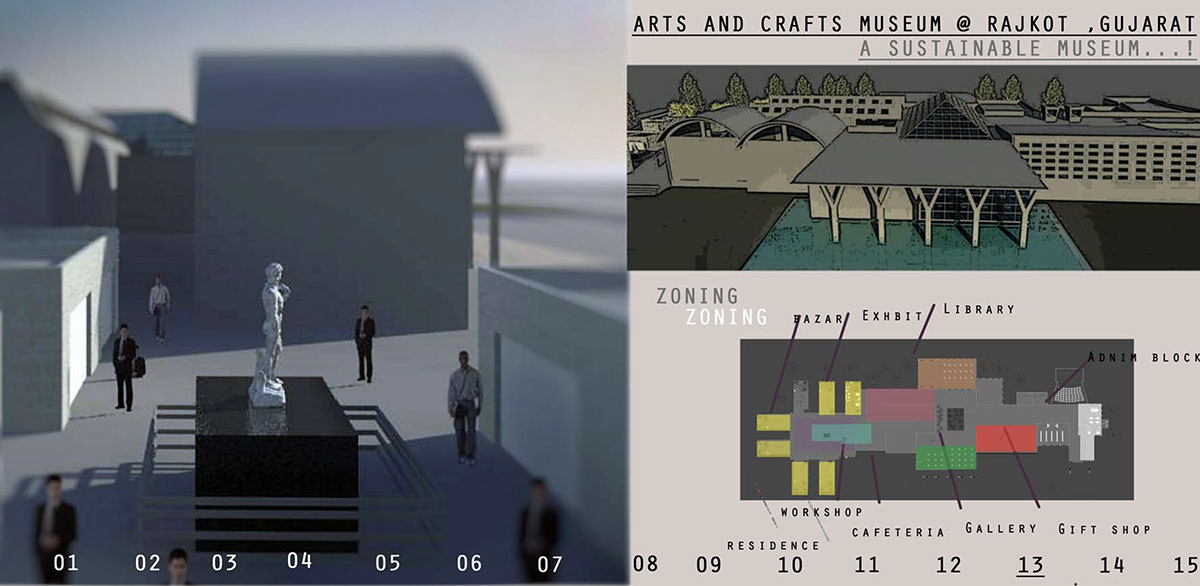 ARTS AND CRAFTS MUSEUM @ RAJKOT ,GUJARAT
A SUSTAINABLE MUSEUM...!
ZONING
ZONING
BAZAR
EXHBIT
LIBRARY
ADNIM BLOCK
WORKSHOP
CAFETERIA
GALLERY
GIFT SHOP
RESIDENCE
01 02 03 04 05 06 07 08 09 10 11 12 13 14 15